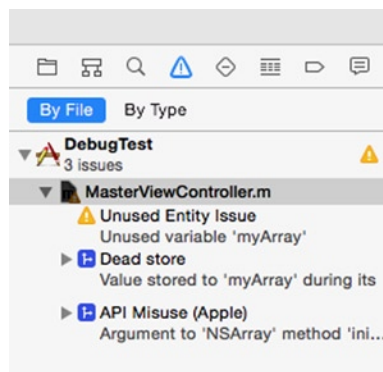 By File By Type
DebugTest
3 issues
MasterViewController.m
Unused Entity Issue
Unused variable 'myArray'
Dead store
Value stored to 'myArray' during its
API Misuse (Apple)
Argument to 'NSArray' method 'ini...